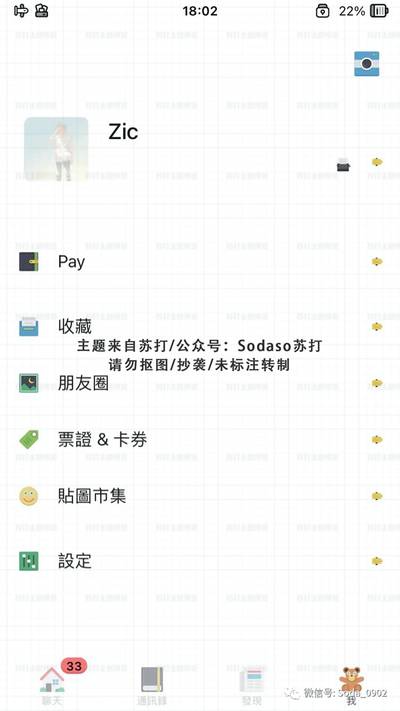 18:02
22%
Zic
Pay
收藏
主题来自苏打/公众号：Sodaso苏打
请勿抠图/抄袭/未标注转制
朋友圈
票證 & 卡券
貼圖市集
設定
33
聊天
通訊錄
發現
我
微信号: Soda_0902